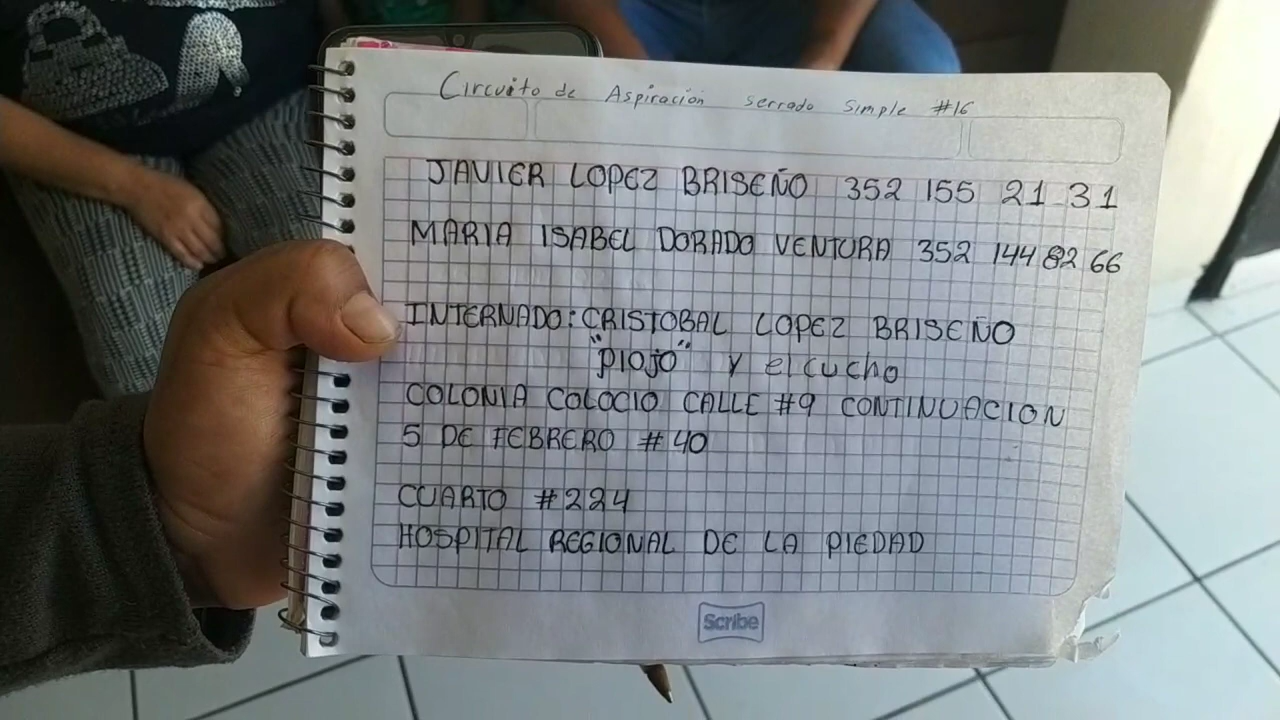 Circuito de Aspiración serrado simple #16
JAVIER LOPEZ BRISEÑO 352 155 21 31
MARIA ISABEL DORADO VENTURA 352 144 82 66
INTERNADO: CRISTOBAL LOPEZ BRISEÑO
"PIOJO" y el cucho
COLONIA COLOCIO CALLE #9 CONTINUACION
5 DE FEBRERO #40
CUARTO #224
HOSPITAL REGIONAL DE LA PIEDAD
Scribe